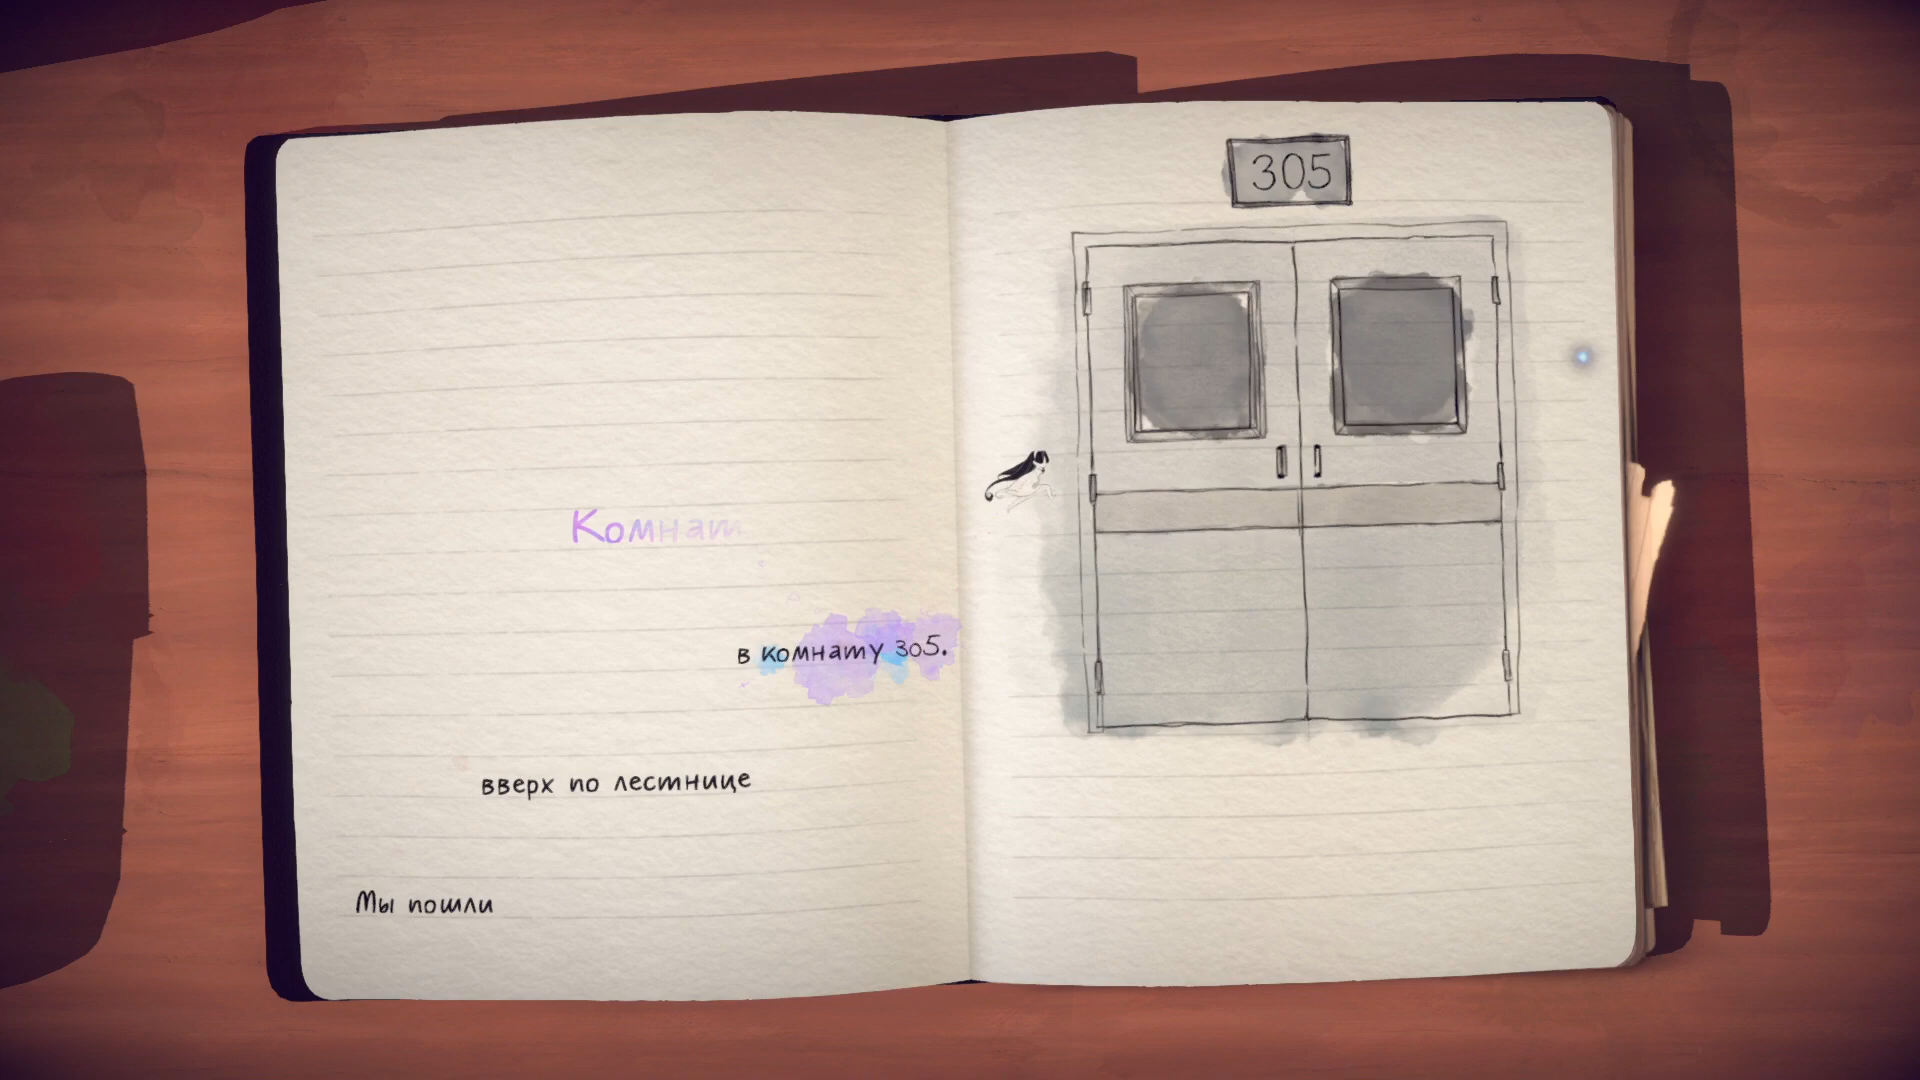 305
Комнат
в комнату 305.
вверх по лестнице
Мы пошли